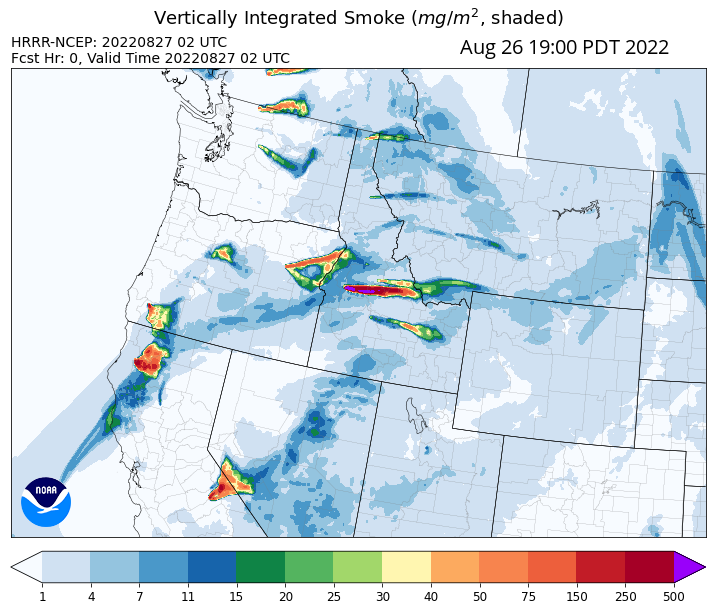 Vertically Integrated Smoke (mg/m², shaded)
HRRR-NCEP: 20220827 02 UTC
Aug 26 19:00 PDT 2022
Fcst Hr: 0, Valid Time 20220827 02 UTC
NOAA
1 4 7 11 15 20 25 30 40 50 75 150 250 500